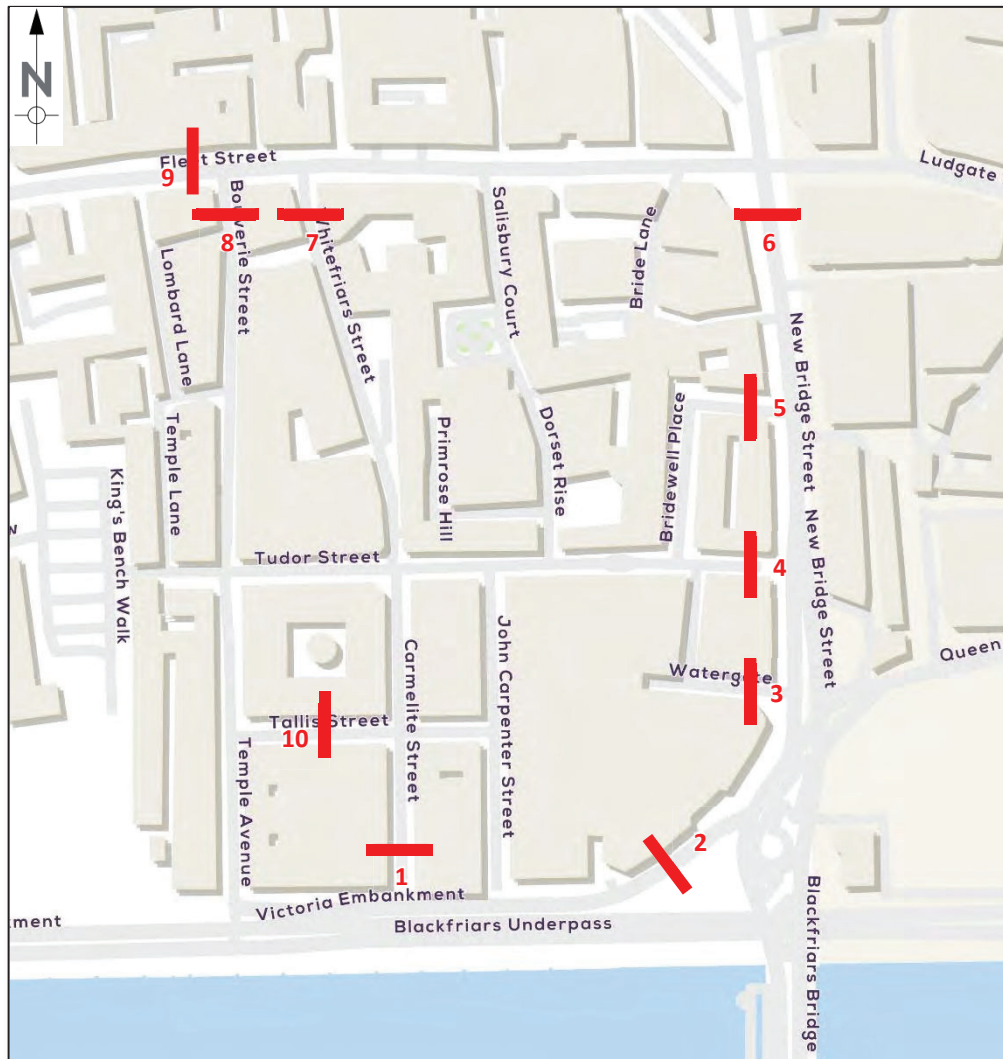 N
Fleet Street
Ludgate
9
8
7
6
Bouverie Street
Whitefriars Street
Salisbury Court
Bride Lane
Lombard Lane
New Bridge Street
5
Temple Lane
Primrose Hill
Dorset Rise
Bridewell Place
King's Bench Walk
w
Tudor Street
4
New Bridge Street
Queen
Carmelite Street
John Carpenter Street
Watergate
3
Tallis Street
10
Temple Avenue
2
1
Victoria Embankment
kment
Blackfriars Underpass
Blackfriars Bridge